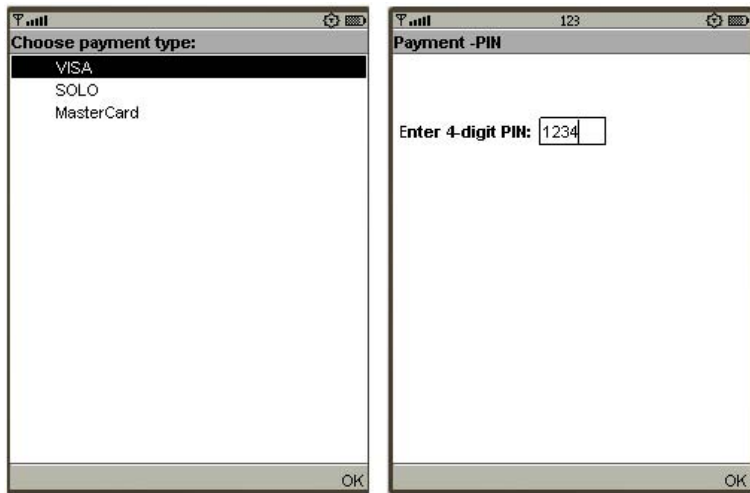 Choose payment type:
VISA
SOLO
MasterCard
OK
123
Payment -PIN
Enter 4-digit PIN: 1234
OK